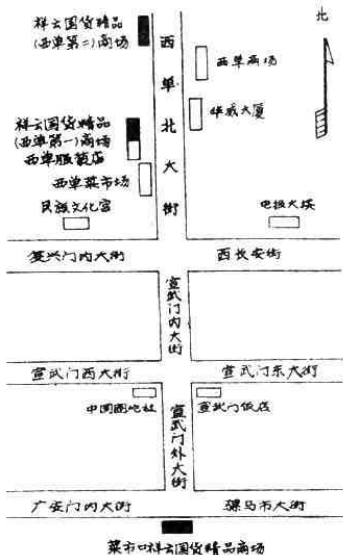 祥云国货精品
(西单第二)商场
北
西单北大街
西单商场
华威大厦
祥云国货精品
(西单第一)商场
西单服装店
西单菜市场
民族文化宫
电报大楼
复兴门内大街
西长安街
宣武门内大街
宣武门西大街
宣武门东大街
中国图地社
宣武门饭店
宣武门外大街
广安门内大街
骡马市大街
菜市口祥云国货精品商场